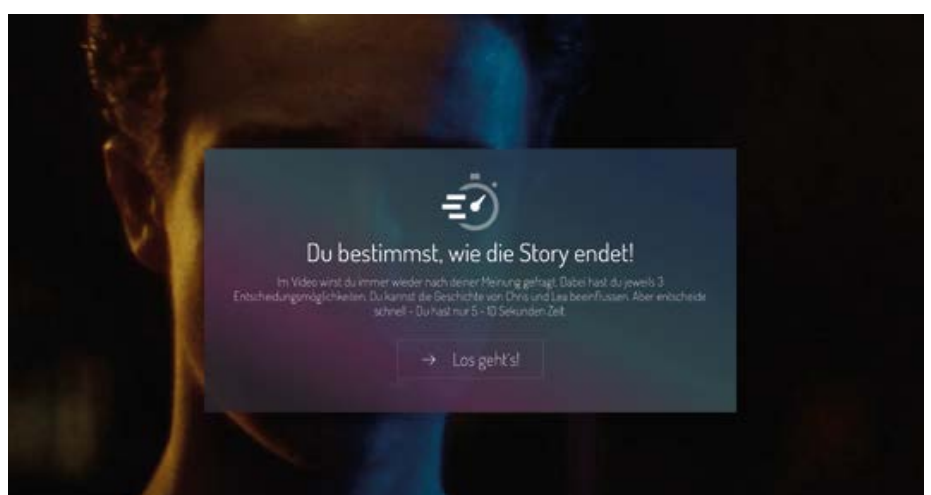 Du bestimmst, wie die Story endet!
Im Video wirst du immer wieder nach deiner Meinung gefragt. Dabei hast du jeweils 3
Entscheidungsmöglichkeiten. Du kannst die Geschichte von Chris und Lea beeinflussen. Aber entscheide
schnell - Du hast nur 5 - 10 Sekunden Zeit.
→ Los geht's!